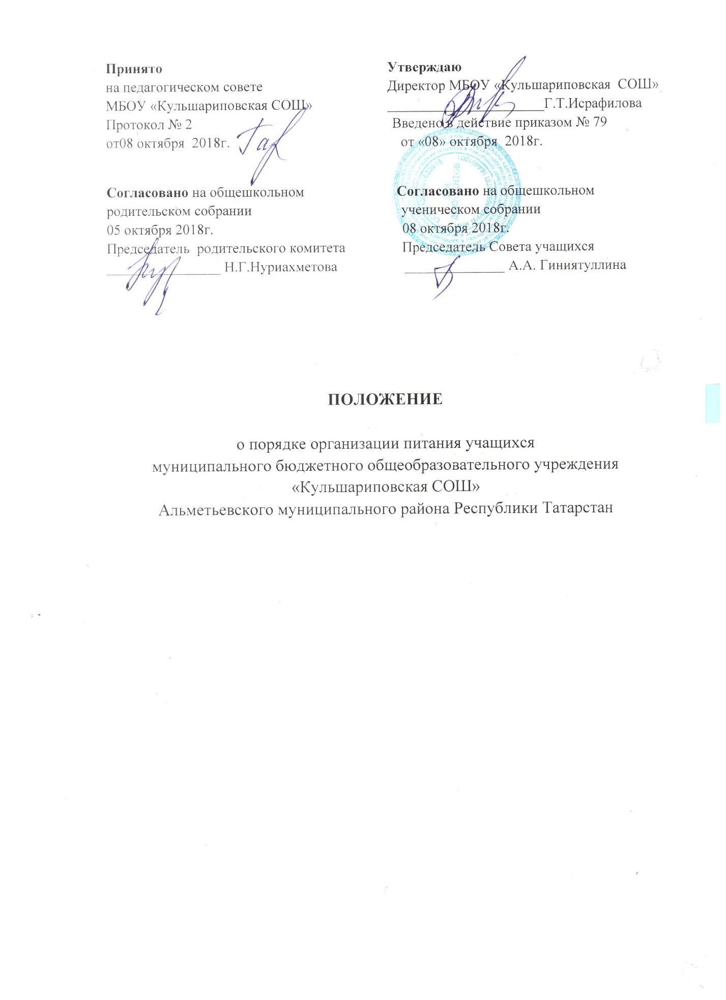 Принято
на педагогическом совете
МБОУ «Кульшариповская СОШ»
Протокол № 2
от08 октября  2018г.
Утверждаю
Директор МБОУ «Кульшариповская  СОШ»
______________________Г.Т.Исрафилова
Введено в действие приказом № 79
от «08» октября  2018г.
Согласовано на общешкольном
родительском собрании
05 октября 2018г.
Председатель  родительского комитета
________________ Н.Г.Нуриахметова
Согласовано на общешкольном
ученическом собрании
08 октября 2018г.
Председатель Совета учащихся
______________ А.А. Гиниятуллина
ДЛЯ
ДОКУМЕНТОВ
ПОЛОЖЕНИЕ
о порядке организации питания учащихся
муниципального бюджетного общеобразовательного учреждения
«Кульшариповская СОШ»
Альметьевского муниципального района Республики Татарстан